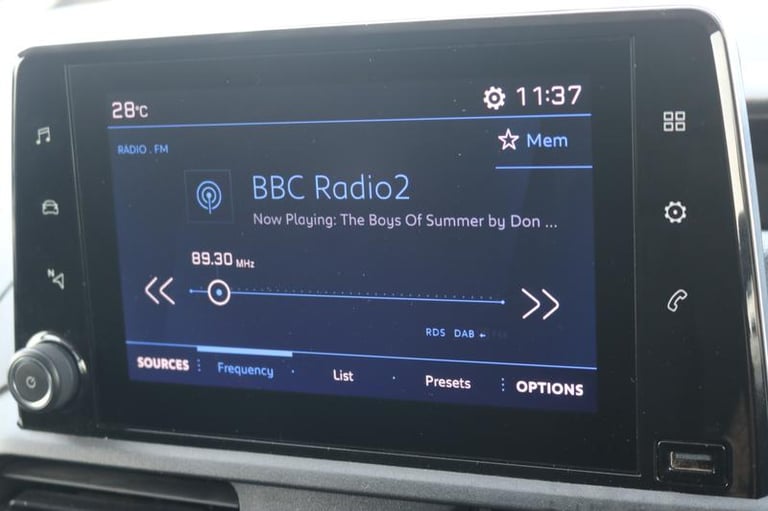 28°C
11:37
RADIO . FM
Mem
BBC Radio2
Now Playing: The Boys Of Summer by Don ...
89.30 MHz
RDS DAB
SOURCES
Frequency
List
Presets
OPTIONS
N